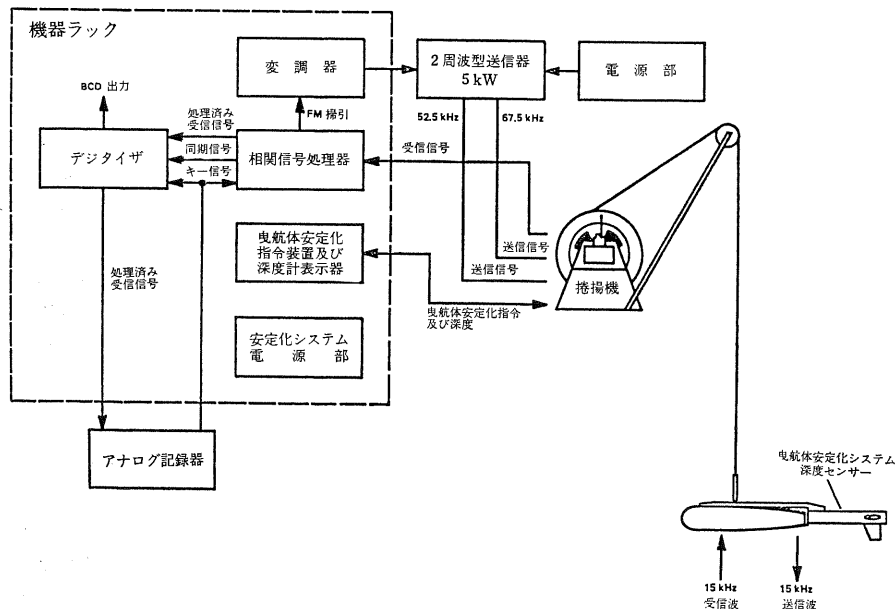 機器ラック
変調器
2周波型送信器
5kW
電源部
BCD 出力
処理済み
受信信号
FM 掃引
52.5 kHz
67.5 kHz
デジタイザ
同期信号
キー信号
相関信号処理器
受信信号
曳航体安定化
指令装置及び
深度計表示器
送信信号
送信信号
捲揚機
処理済み
受信信号
曳航体安定化指令
及び深度
安定化システム
電源部
アナログ記録器
曳航体安定化システム
深度センサー
15 kHz
受信波
15 kHz
送信波